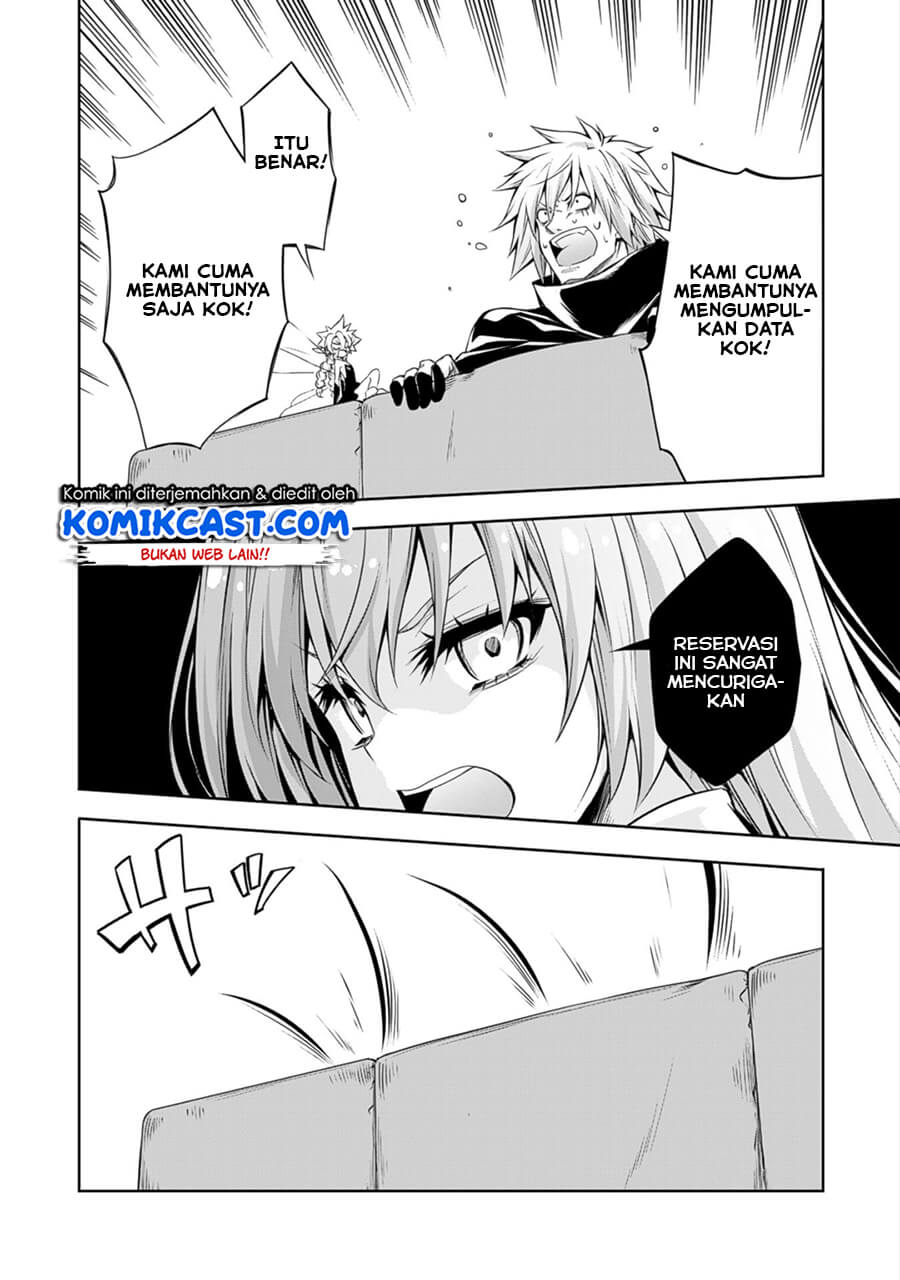 KAMI CUMA
MEMBANTUNYA
MENGUMPUL-
KAN DATA
KOK!
ITU
BENAR!
KAMI CUMA
MEMBANTUNYA
SAJA KOK!
Komik ini diterjemahkan & diedit oleh
KOMIKCAST.COM
BUKAN WEB LAIN!!
RESERVASI
INI SANGAT
MENCURIGA-
KAN
サッ